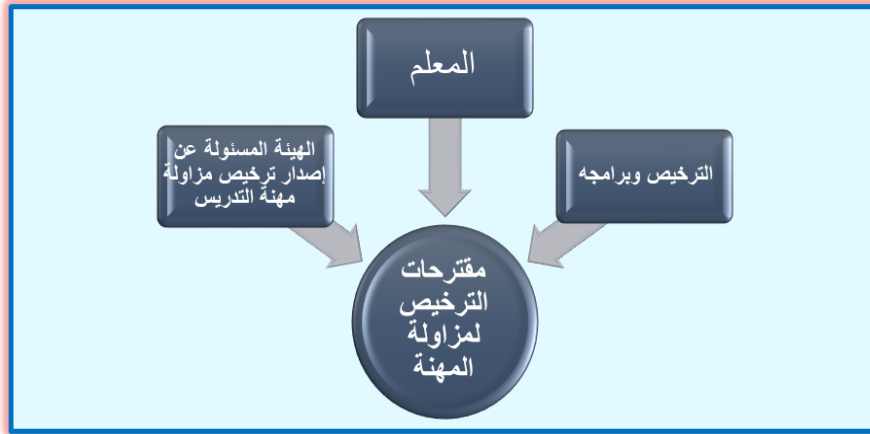 المعلم
الترخيص وبرامجه
الهيئة المسئولة عن
إصدار ترخيص مزاولة
مهنة التدريس
مقترحات
الترخيص
لمزاولة
المهنة